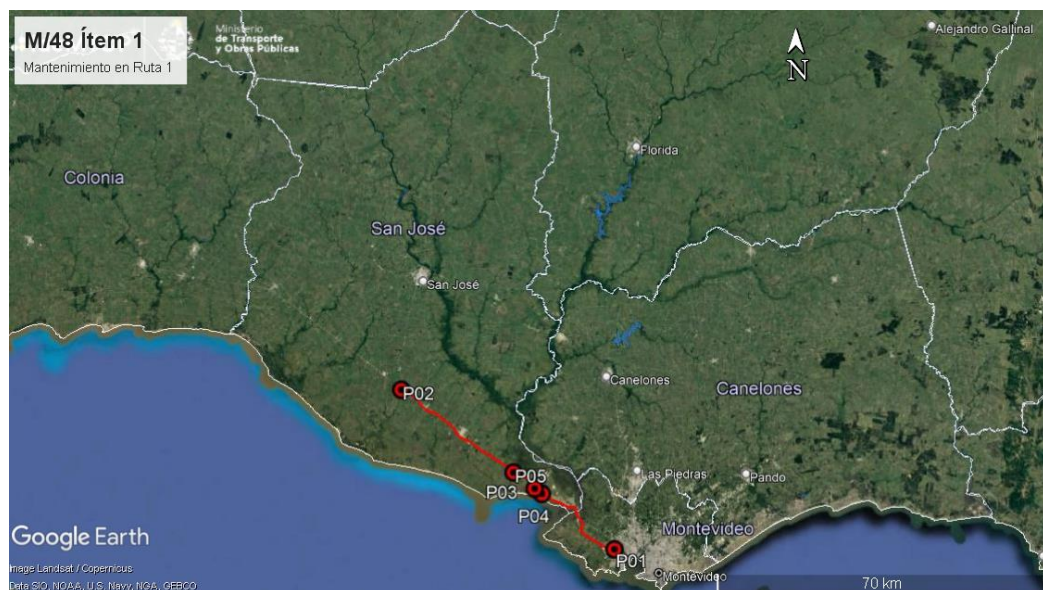 M/48 Ítem 1
Mantenimiento en Ruta 1
Ministerio
de Transporte
y Obras Públicas
N
Alejandro Gallinal
Florida
Colonia
San José
San José
Canelones
Canelones
P02
P05
P03
P04
Las Piedras
Pando
Montevideo
P01
Montevideo
Google Earth
Image Landsat / Copernicus
Data SIO, NOAA, U.S. Navy, NGA, GEBCO
70 km